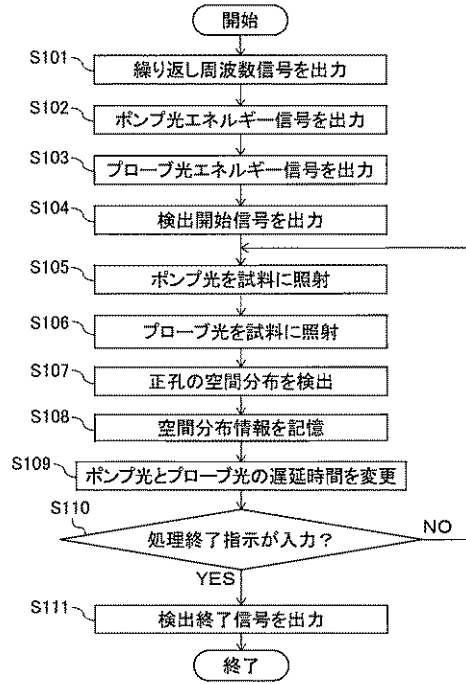 開始
S101
繰り返し周波数信号を出力
S102
ポンプ光エネルギー信号を出力
S103
プローブ光エネルギー信号を出力
S104
検出開始信号を出力
S105
ポンプ光を試料に照射
S106
プローブ光を試料に照射
S107
正孔の空間分布を検出
S108
空間分布情報を記憶
S109
ポンプ光とプローブ光の遅延時間を変更
S110
処理終了指示が入力?
NO
YES
S111
検出終了信号を出力
終了